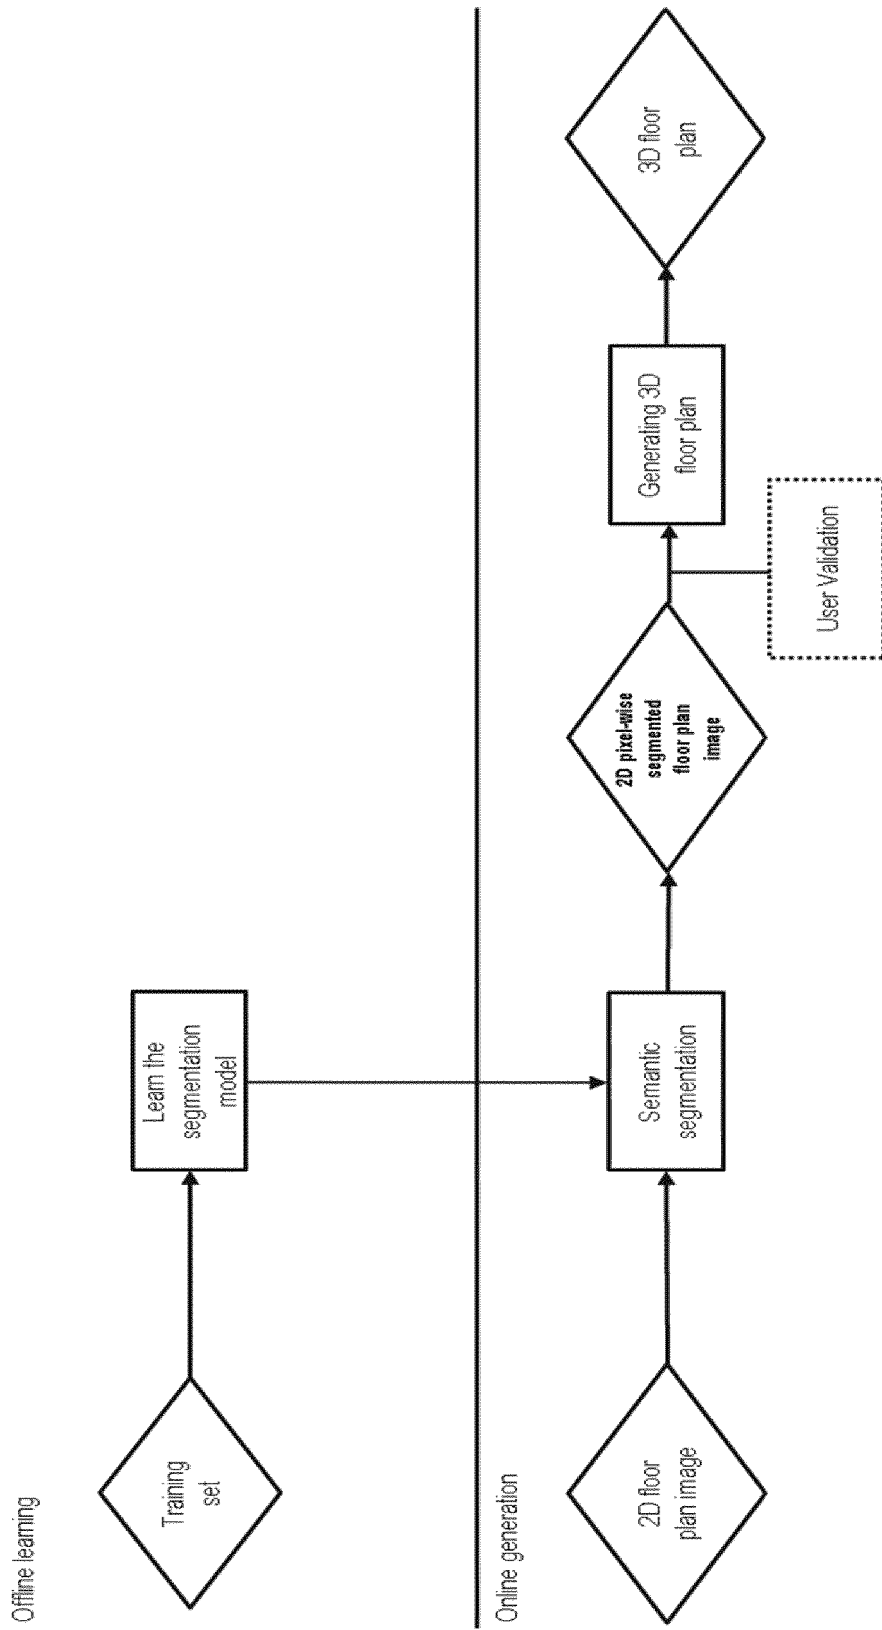 Offline learning
Training
set
Learn the
segmentation
model
Online generation
2D floor
plan image
Semantic
segmentation
2D pixel-wise
segmented
floor plan
image
User Validation
Generating 3D
floor plan
3D floor
plan